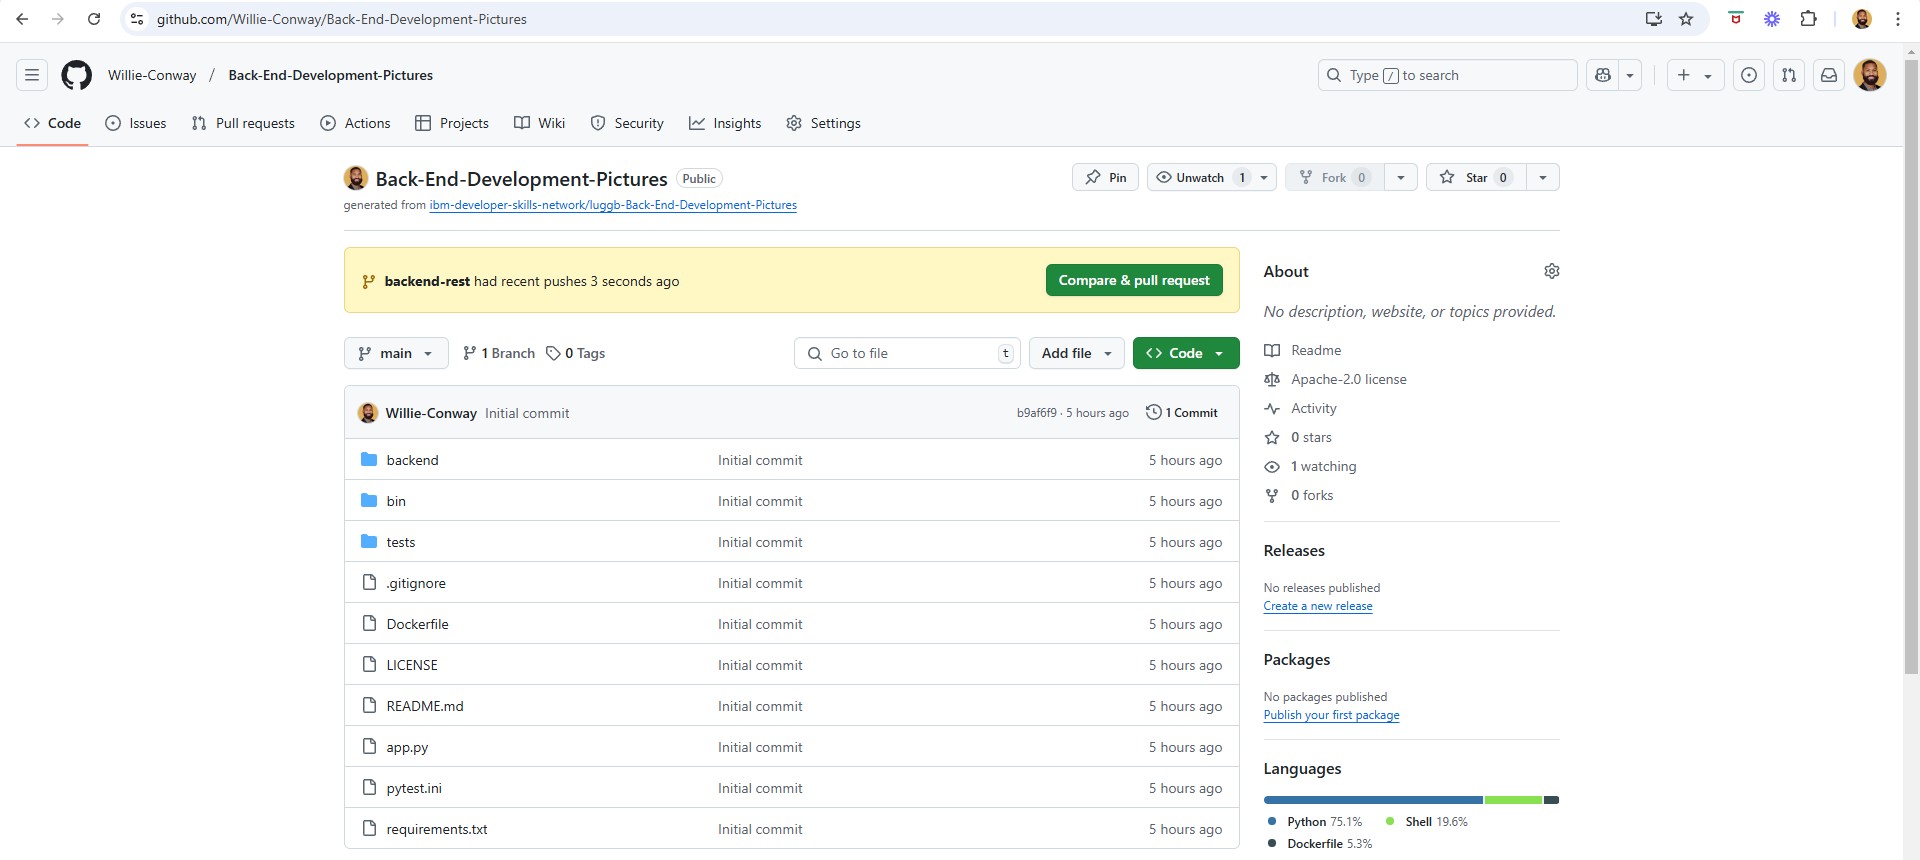 github.com/Willie-Conway/Back-End-Development-Pictures
Willie-Conway / Back-End-Development-Pictures
Type / to search
Code Issues Pull requests Actions Projects Wiki Security Insights Settings
Back-End-Development-Pictures Public
Pin Unwatch 1 Fork 0 Star 0
generated from ibm-developer-skills-network/luggb-Back-End-Development-Pictures
backend-rest had recent pushes 3 seconds ago Compare & pull request
main 1 Branch 0 Tags Go to file t Add file Code
Willie-Conway Initial commit b9af6f9 · 5 hours ago 1 Commit
backend Initial commit 5 hours ago
bin Initial commit 5 hours ago
tests Initial commit 5 hours ago
.gitignore Initial commit 5 hours ago
Dockerfile Initial commit 5 hours ago
LICENSE Initial commit 5 hours ago
README.md Initial commit 5 hours ago
app.py Initial commit 5 hours ago
pytest.ini Initial commit 5 hours ago
requirements.txt Initial commit 5 hours ago
About
No description, website, or topics provided.
Readme
Apache-2.0 license
Activity
0 stars
1 watching
0 forks
Releases
No releases published
Create a new release
Packages
No packages published
Publish your first package
Languages
Python 75.1% Shell 19.6%
Dockerfile 5.3%